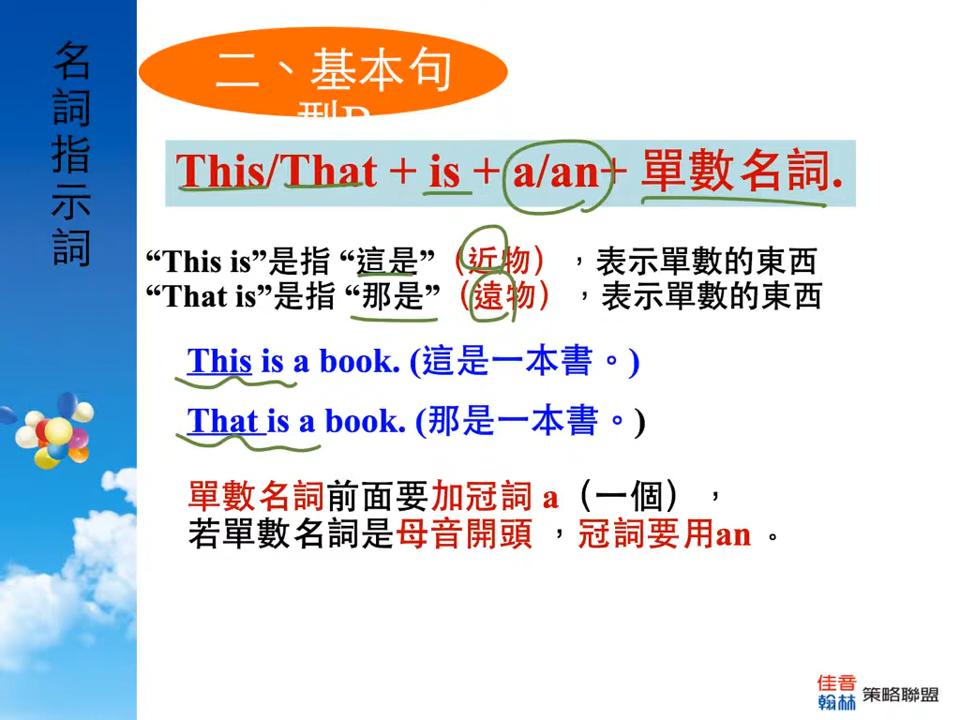 名詞指示詞
二、基本句
型B
This/That + is + a/an+ 單數名詞.
“This is”是指 “這是”（近物），表示單數的東西
“That is”是指 “那是”（遠物），表示單數的東西
This is a book. (這是一本書。)
That is a book. (那是一本書。)
單數名詞前面要加冠詞 a（一個），
若單數名詞是母音開頭，冠詞要用an。
佳音
翰林 策略聯盟